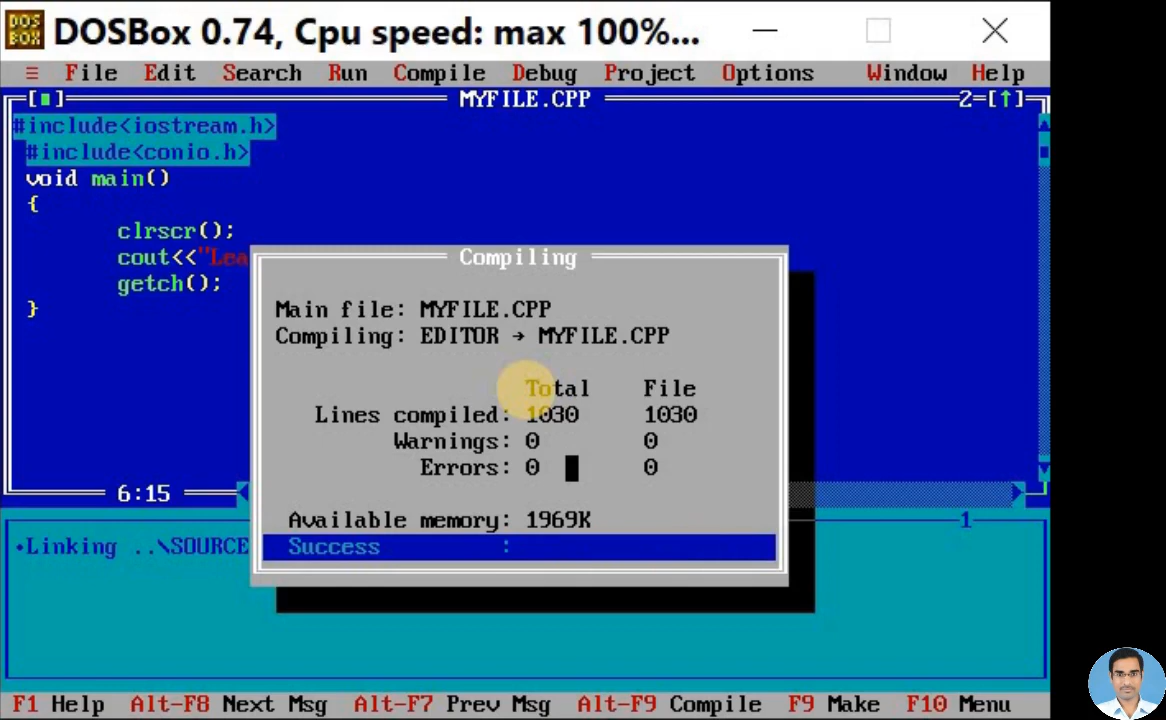 DOSBox 0.74, Cpu speed: max 100%...
≡ File Edit Search Run Compile Debug Project Options Window Help
[■] MYFILE.CPP 2=[↑]
#include<iostream.h>
#include<conio.h>
void main()
{
clrscr();
cout<<"Lea
getch();
}
Compiling
Main file: MYFILE.CPP
Compiling: EDITOR → MYFILE.CPP
Total File
Lines compiled: 1030 1030
Warnings: 0 0
Errors: 0 0
Available memory: 1969K
Success :
6:15
1
•Linking ..\SOURCE
F1 Help Alt-F8 Next Msg Alt-F7 Prev Msg Alt-F9 Compile F9 Make F10 Menu